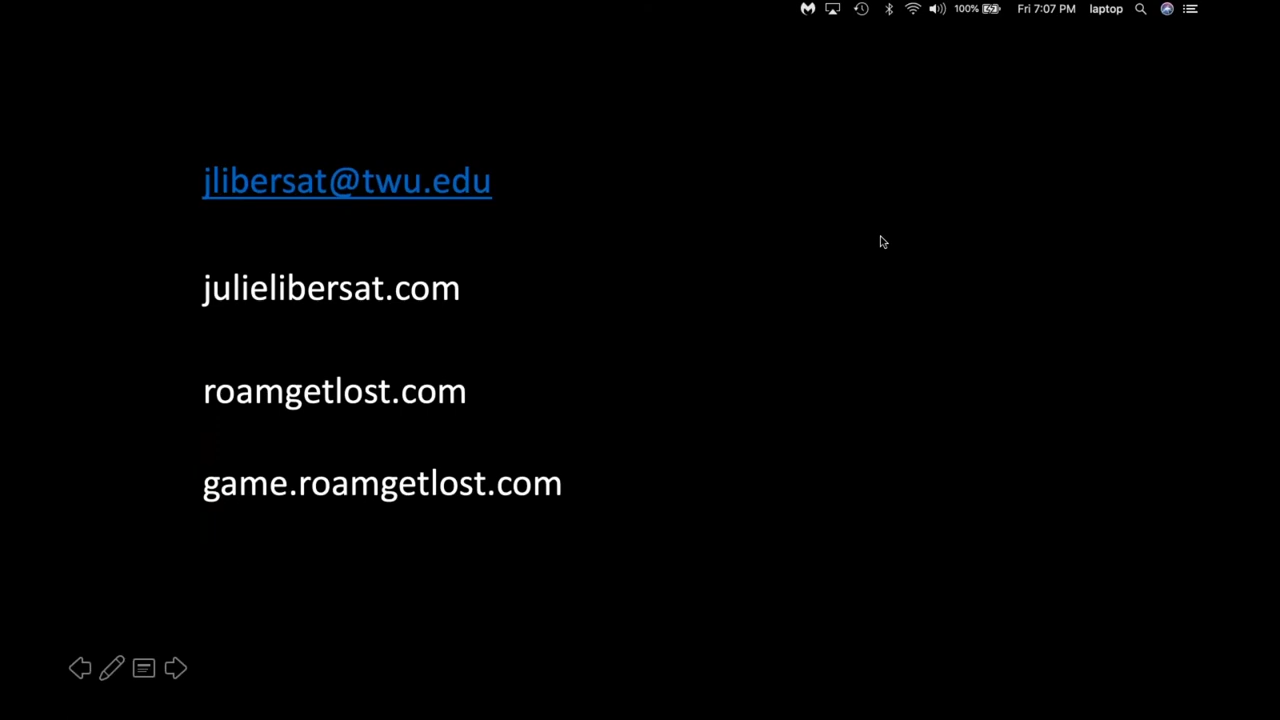 100% Fri 7:07 PM laptop
jlibersat@twu.edu
julielibersat.com
roamgetlost.com
game.roamgetlost.com